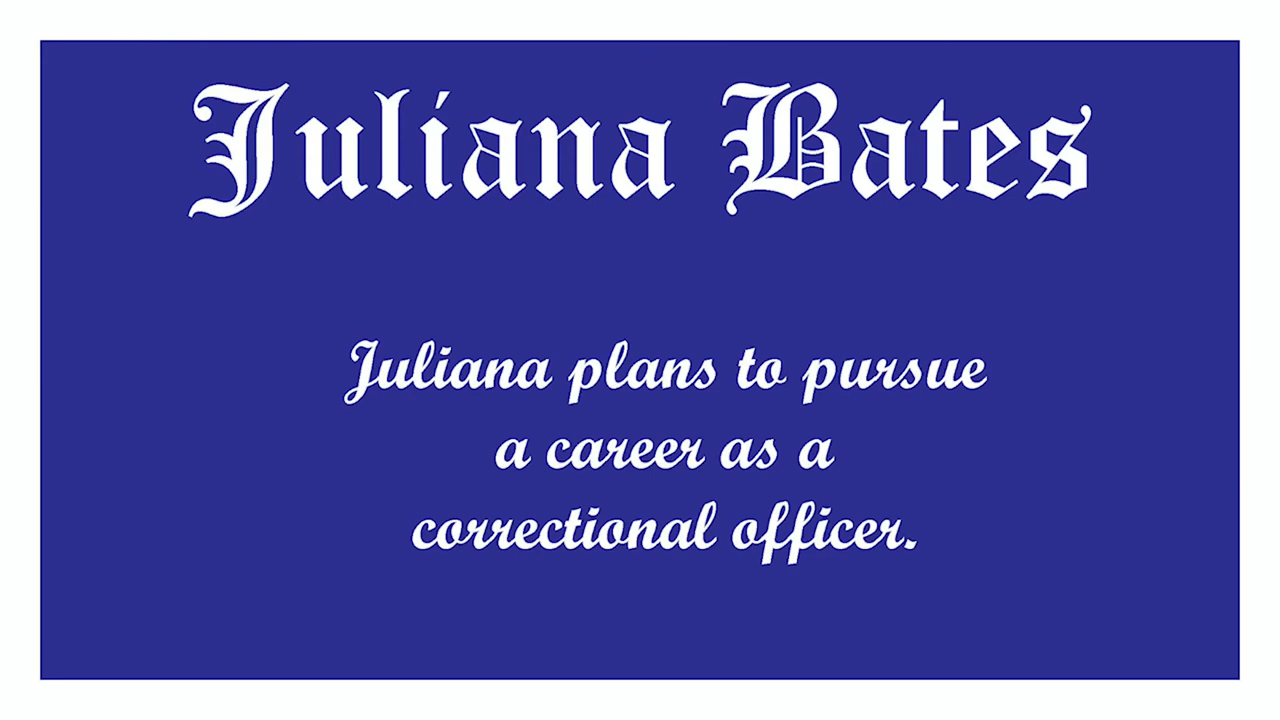 Juliana Bates
Juliana plans to pursue
a career as a
correctional officer.